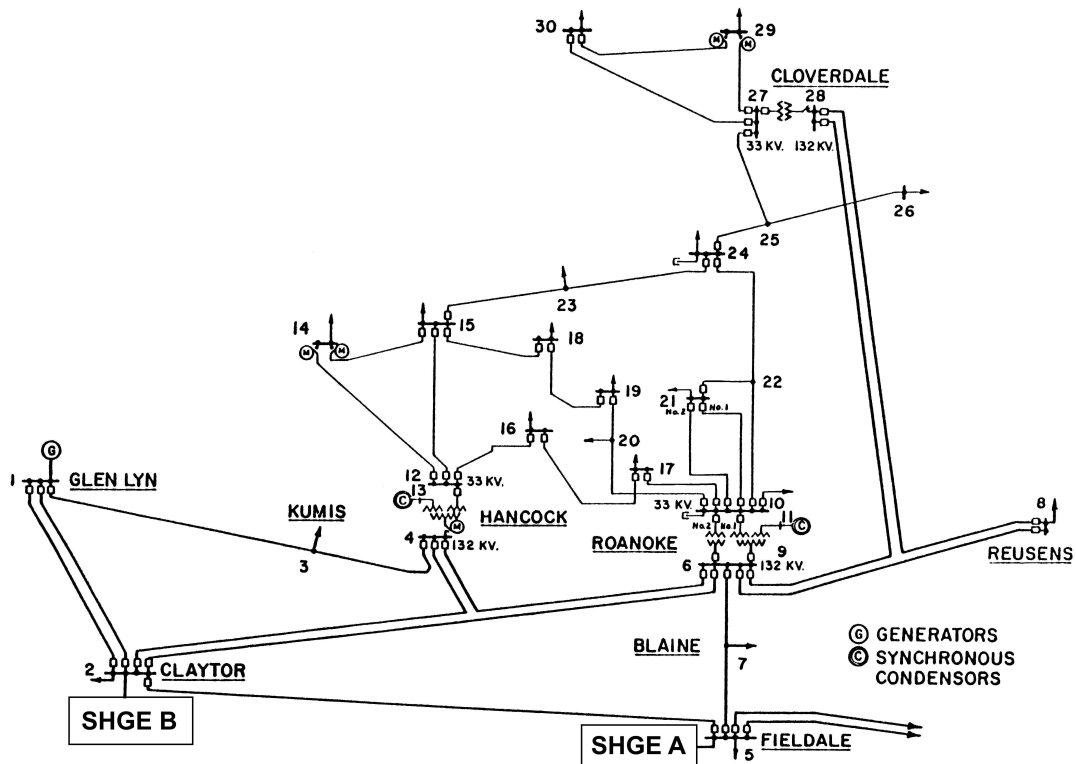 30
29
M
M
CLOVERDALE
27
28
33 KV.
132 KV.
26
25
24
23
14
M
M
15
18
22
19
21
No.2
No.1
16
20
G
17
1
GLEN LYN
12
33 KV.
13
C
HANCOCK
M
10
33 KV.
11
C
No.2
No.1
8
KUMIS
4
132 KV.
ROANOKE
9
REUSENS
3
6
132 KV.
BLAINE
7
G GENERATORS
C SYNCHRONOUS
CONDENSORS
2
CLAYTOR
SHGE B
SHGE A
FIELDALE
5